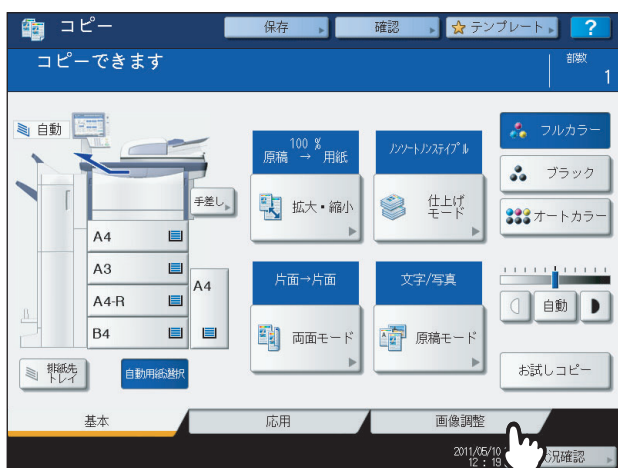 コピー
保存
確認
テンプレート
?
コピーできます
部数
1
自動
手差し
A4
A3
A4-R
B4
A4
排紙先
トレイ
自動用紙選択
100 %
原稿 → 用紙
拡大・縮小
ノンソートノンステイプル
仕上げ
モード
片面→片面
両面モード
文字/写真
原稿モード
フルカラー
ブラック
オートカラー
自動
お試しコピー
基本
応用
画像調整
2011/05/10
12 : 19
況確認